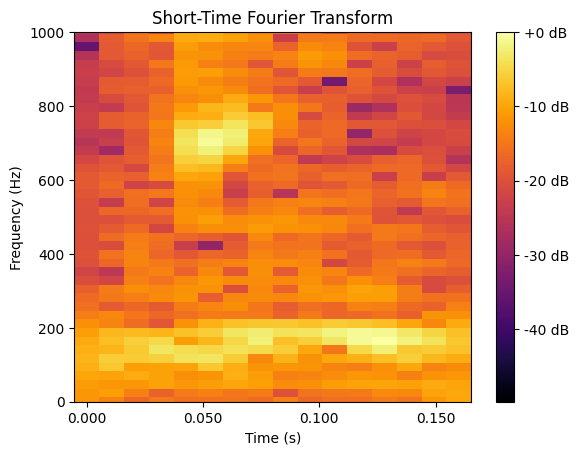 Short-Time Fourier Transform
1000
800
600
400
200
0
Frequency (Hz)
0.000
0.050
0.100
0.150
Time (s)
+0 dB
-10 dB
-20 dB
-30 dB
-40 dB